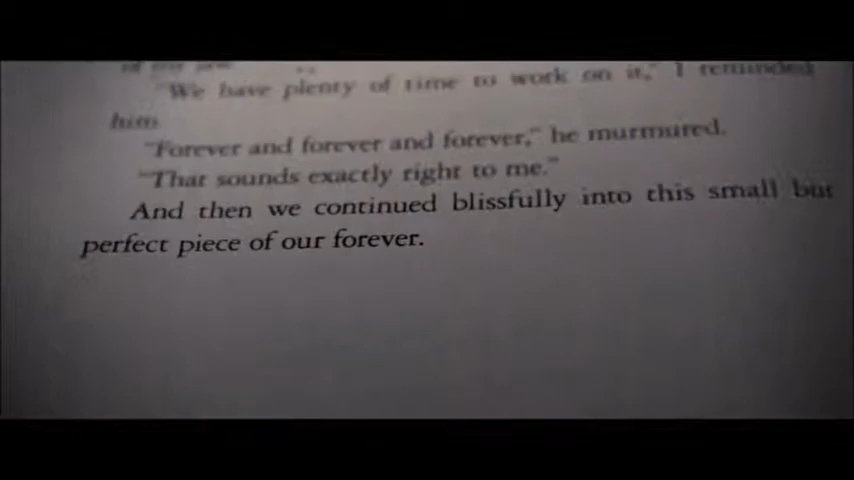 "We have plenty of time to work on it," I reminded
him
"Forever and forever and forever," he murmured.
"That sounds exactly right to me."
And then we continued blissfully into this small but
perfect piece of our forever.